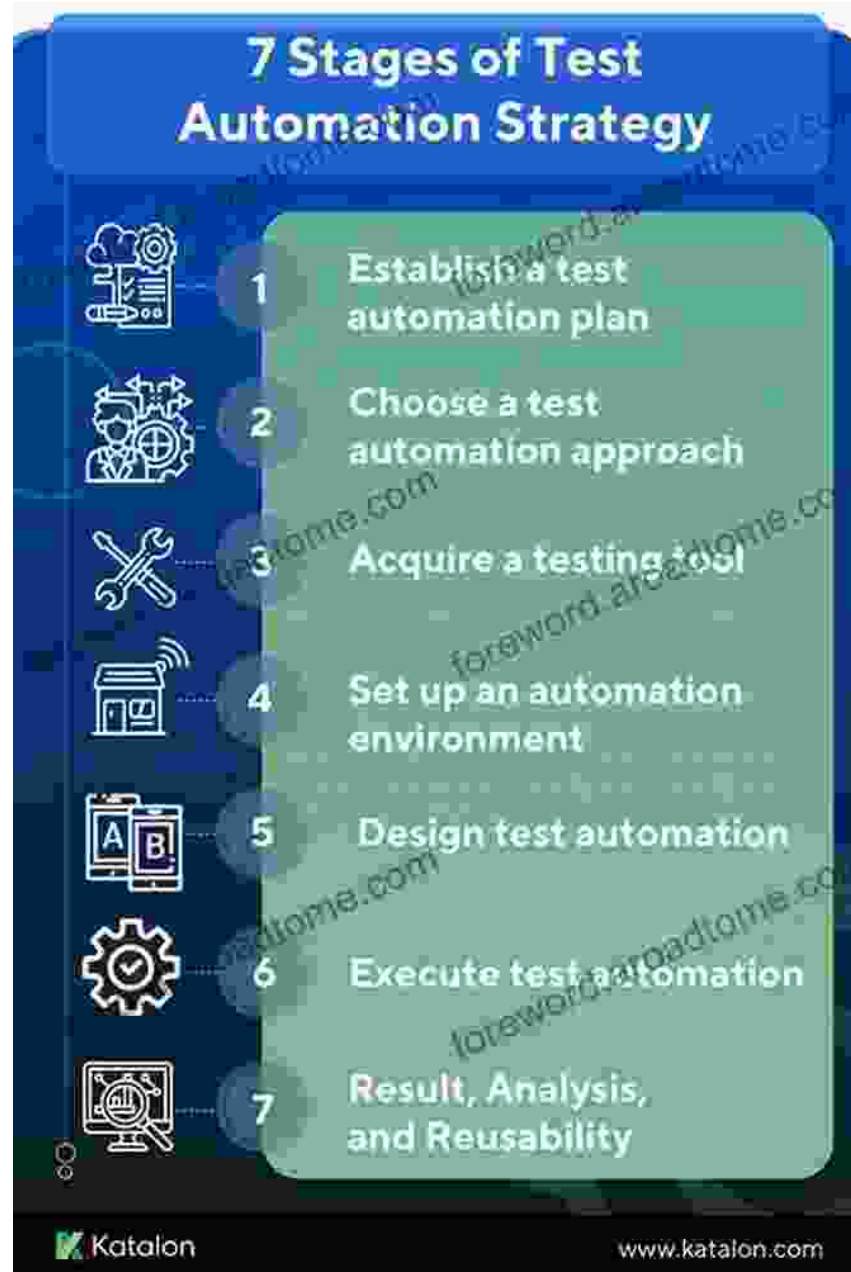 7 Stages of Test
Automation Strategy
1
Establish a test
automation plan
2
Choose a test
automation approach
3
Acquire a testing tool
4
Set up an automation
environment
A
B
5
Design test automation
6
Execute test automation
7
Result, Analysis,
and Reusability
Katalon
www.katalon.com